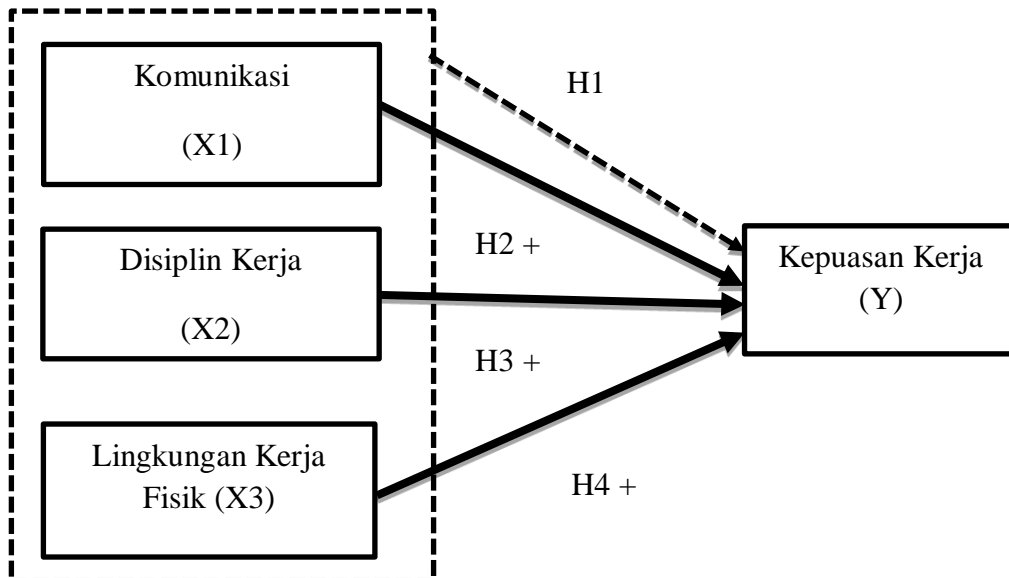 Komunikasi
(X1)
H1
Disiplin Kerja
(X2)
H2 +
Kepuasan Kerja
(Y)
H3 +
Lingkungan Kerja
Fisik (X3)
H4 +